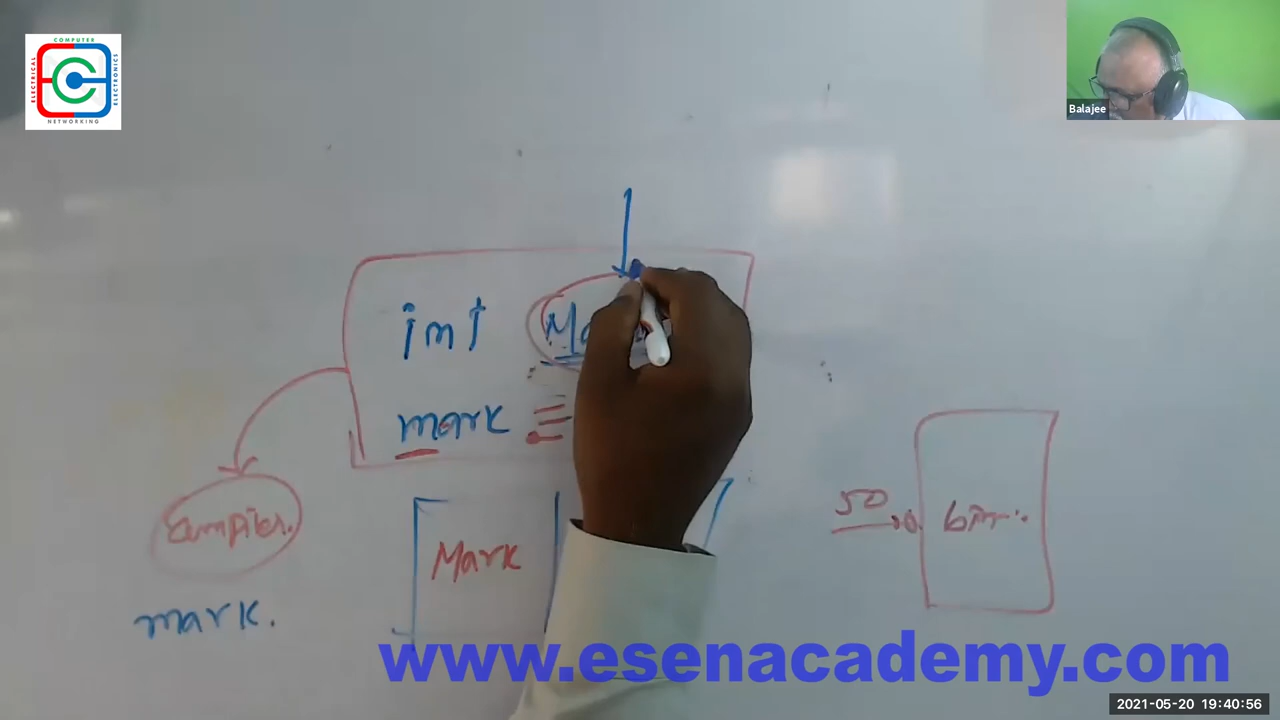 COMPUTER
ELECTRICAL
ELECTRONICS
NETWORKING
Balajee
int
mark
50
Mark
mark.
www.esenacademy.com
2021-05-20 19:40:56